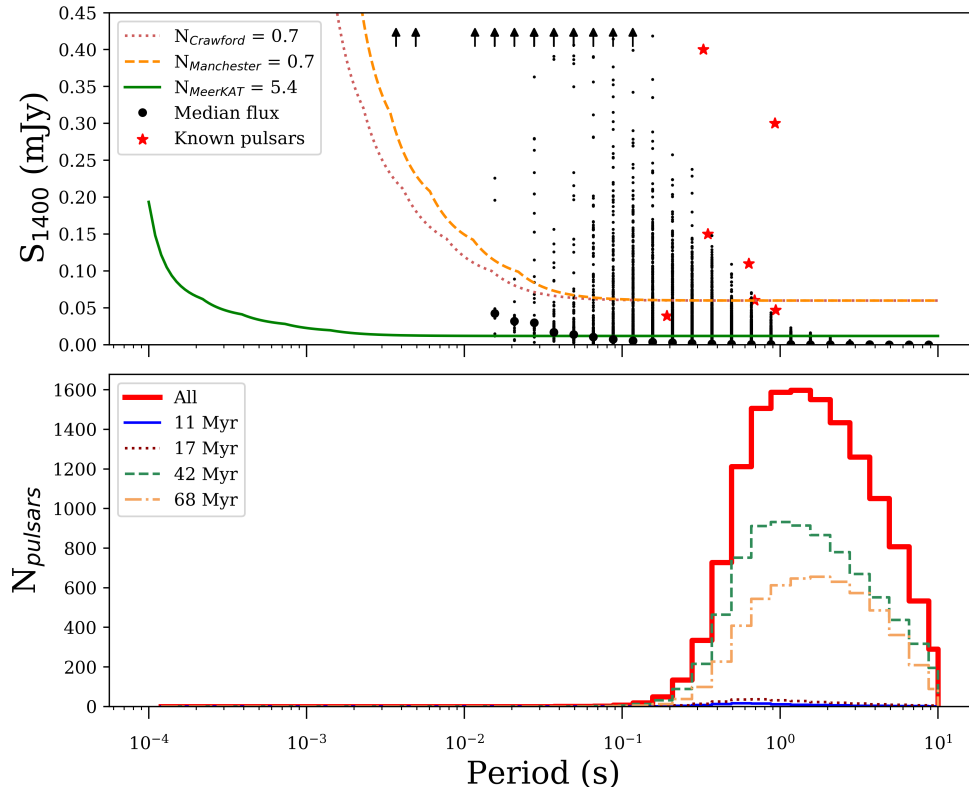 0.45
0.40
0.35
0.30
0.25
0.20
0.15
0.10
0.05
0.00
S1400 (mJy)
NCrawford = 0.7
NManchester = 0.7
NMeerKAT = 5.4
Median flux
Known pulsars
1600
1400
1200
1000
800
600
400
200
0
Npulsars
All
11 Myr
17 Myr
42 Myr
68 Myr
10−4
10−3
10−2
10−1
100
101
Period (s)